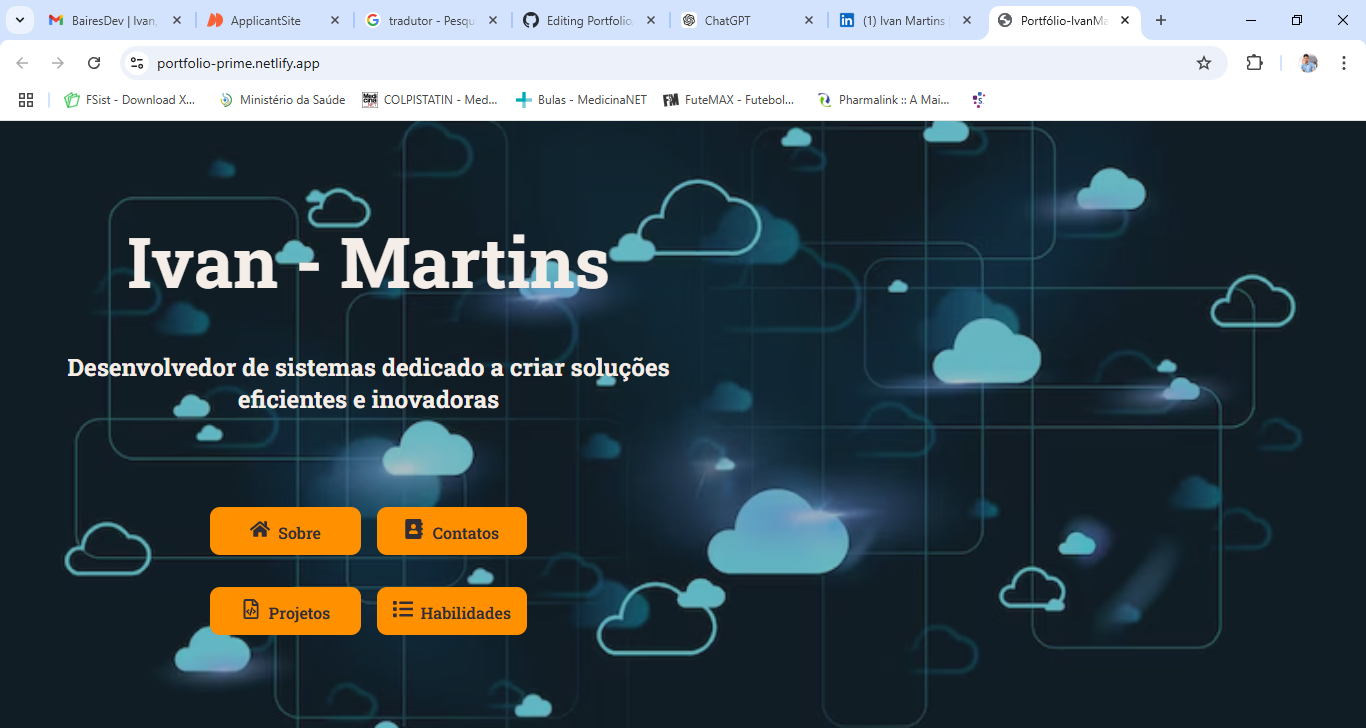 BairesDev | Ivan,
ApplicantSite
tradutor - Pesqu
Editing Portfolio
ChatGPT
(1) Ivan Martins
Portfólio-IvanMa
portfolio-prime.netlify.app
FSist - Download X...
Ministério da Saúde
COLPISTATIN - Med...
Bulas - MedicinaNET
FuteMAX - Futebol...
Pharmalink :: A Mai...
Ivan - Martins
Desenvolvedor de sistemas dedicado a criar soluções
eficientes e inovadoras
Sobre
Contatos
Projetos
Habilidades